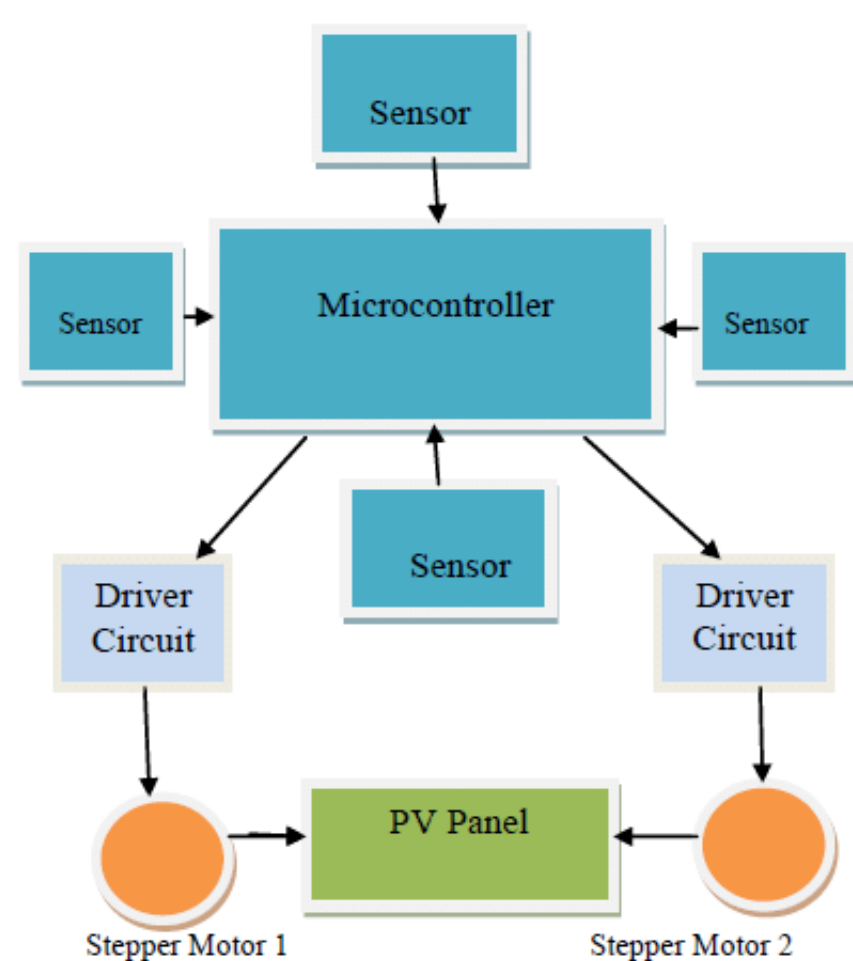 Sensor
Microcontroller
Sensor
Sensor
Sensor
Driver
Circuit
Driver
Circuit
PV Panel
Stepper Motor 1
Stepper Motor 2